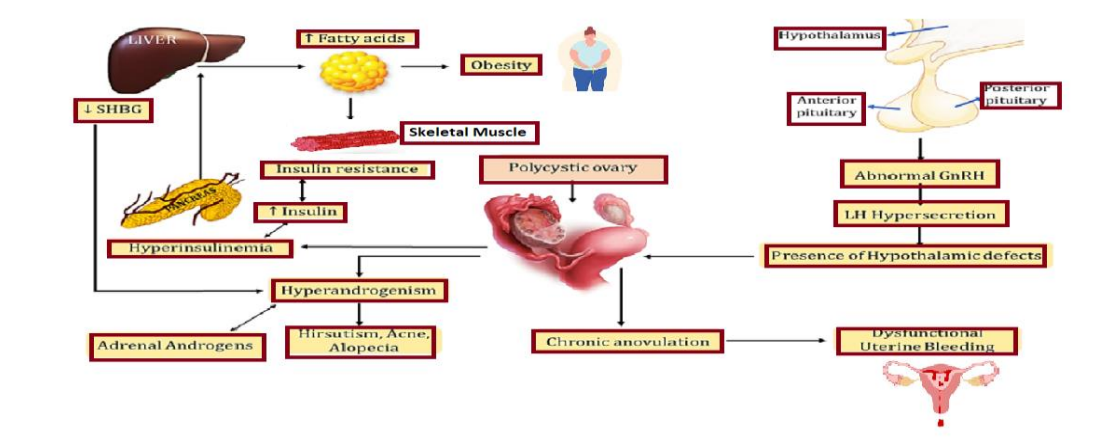 LIVER
↑ Fatty acids
Obesity
Hypothalamus
↓ SHBG
Anterior
pituitary
Posterior
pituitary
Skeletal Muscle
Insulin resistance
Polycystic ovary
Abnormal GnRH
PANCREAS
↑ Insulin
LH Hypersecretion
Hyperinsulinemia
Presence of Hypothalamic defects
Hyperandrogenism
Adrenal Androgens
Hirsutism, Acne,
Alopecia
Chronic anovulation
Dysfunctional
Uterine Bleeding